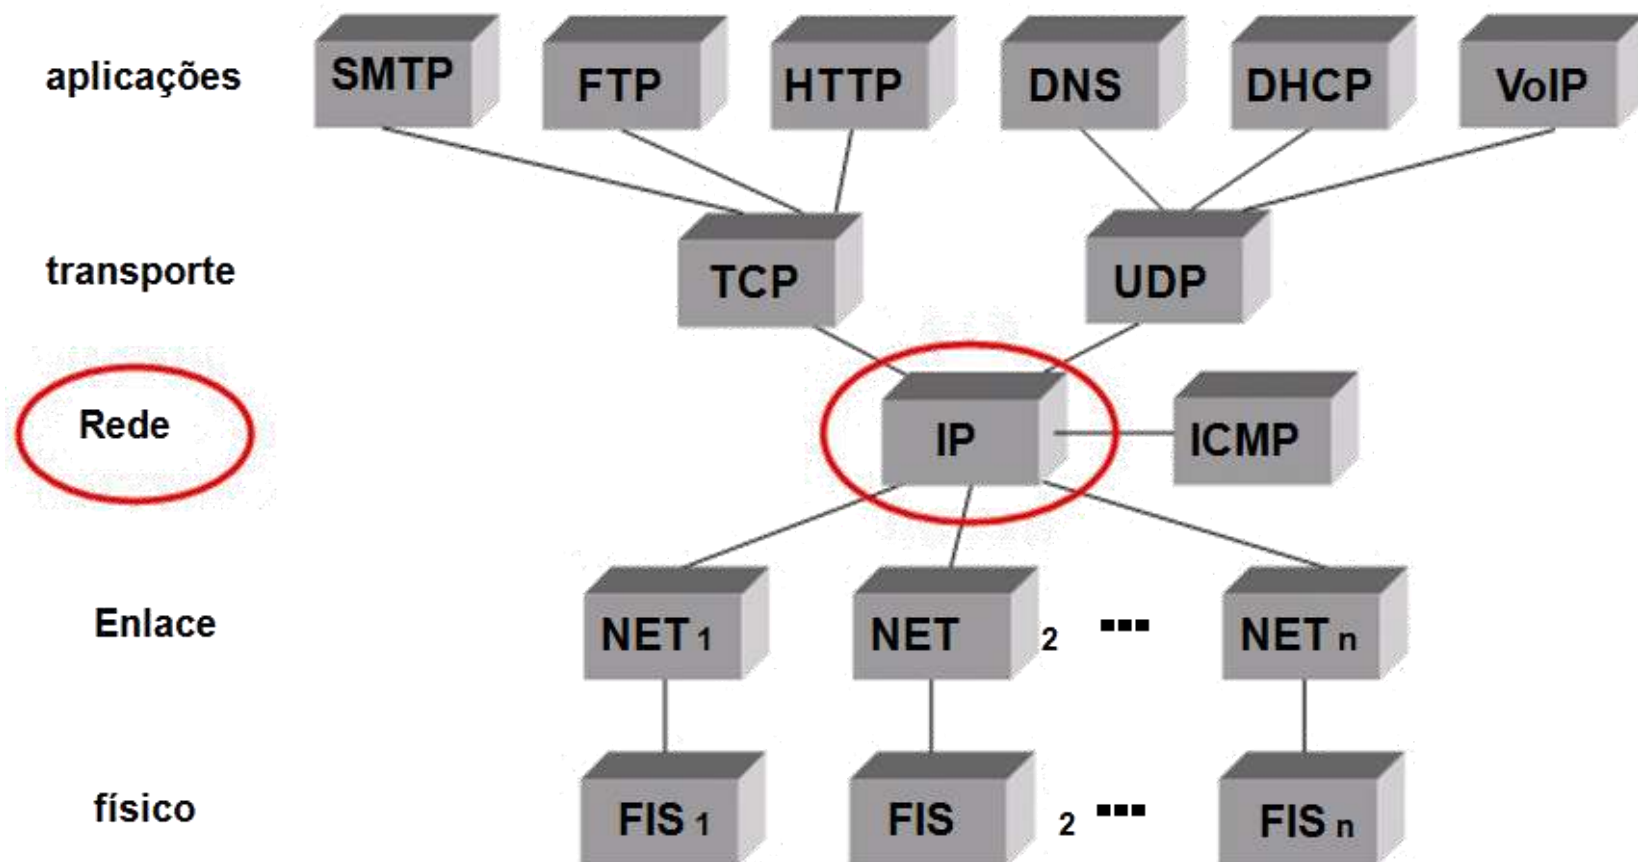 aplicações SMTP FTP HTTP DNS DHCP VoIP
transporte TCP UDP
Rede IP ICMP
Enlace NET 1 NET 2 ... NET n
físico FIS 1 FIS 2 ... FIS n